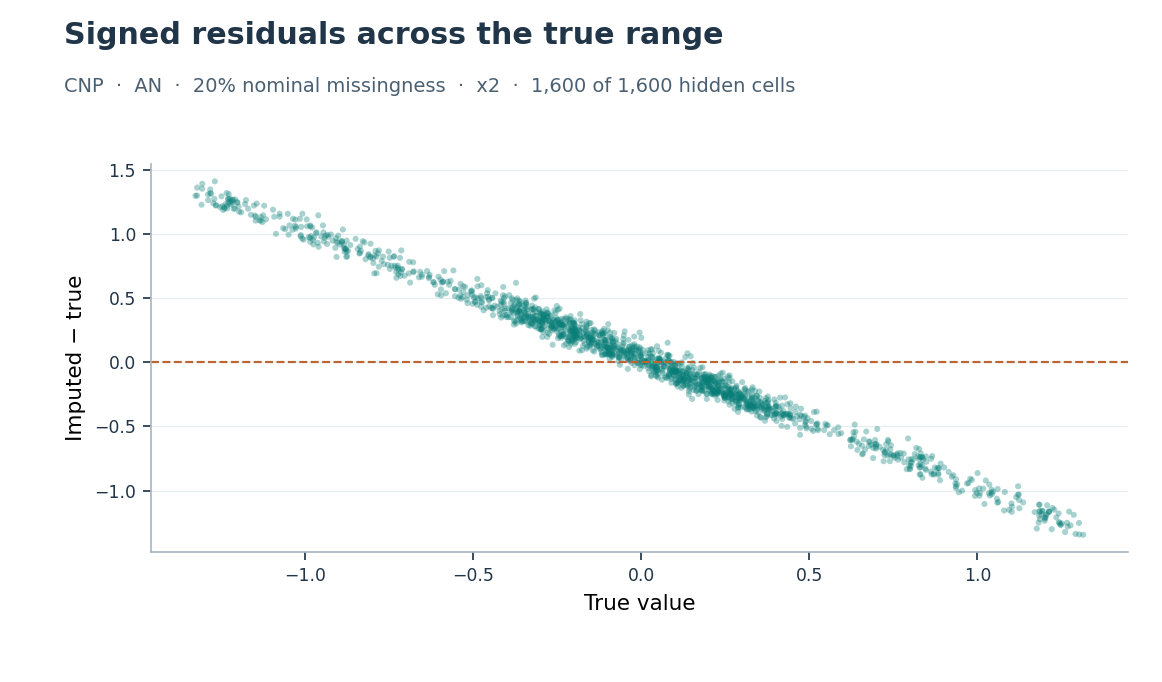 Signed residuals across the true range
CNP · AN · 20% nominal missingness · x2 · 1,600 of 1,600 hidden cells
1.5
1.0
0.5
0.0
−0.5
−1.0
Imputed − true
−1.0
−0.5
0.0
0.5
1.0
True value